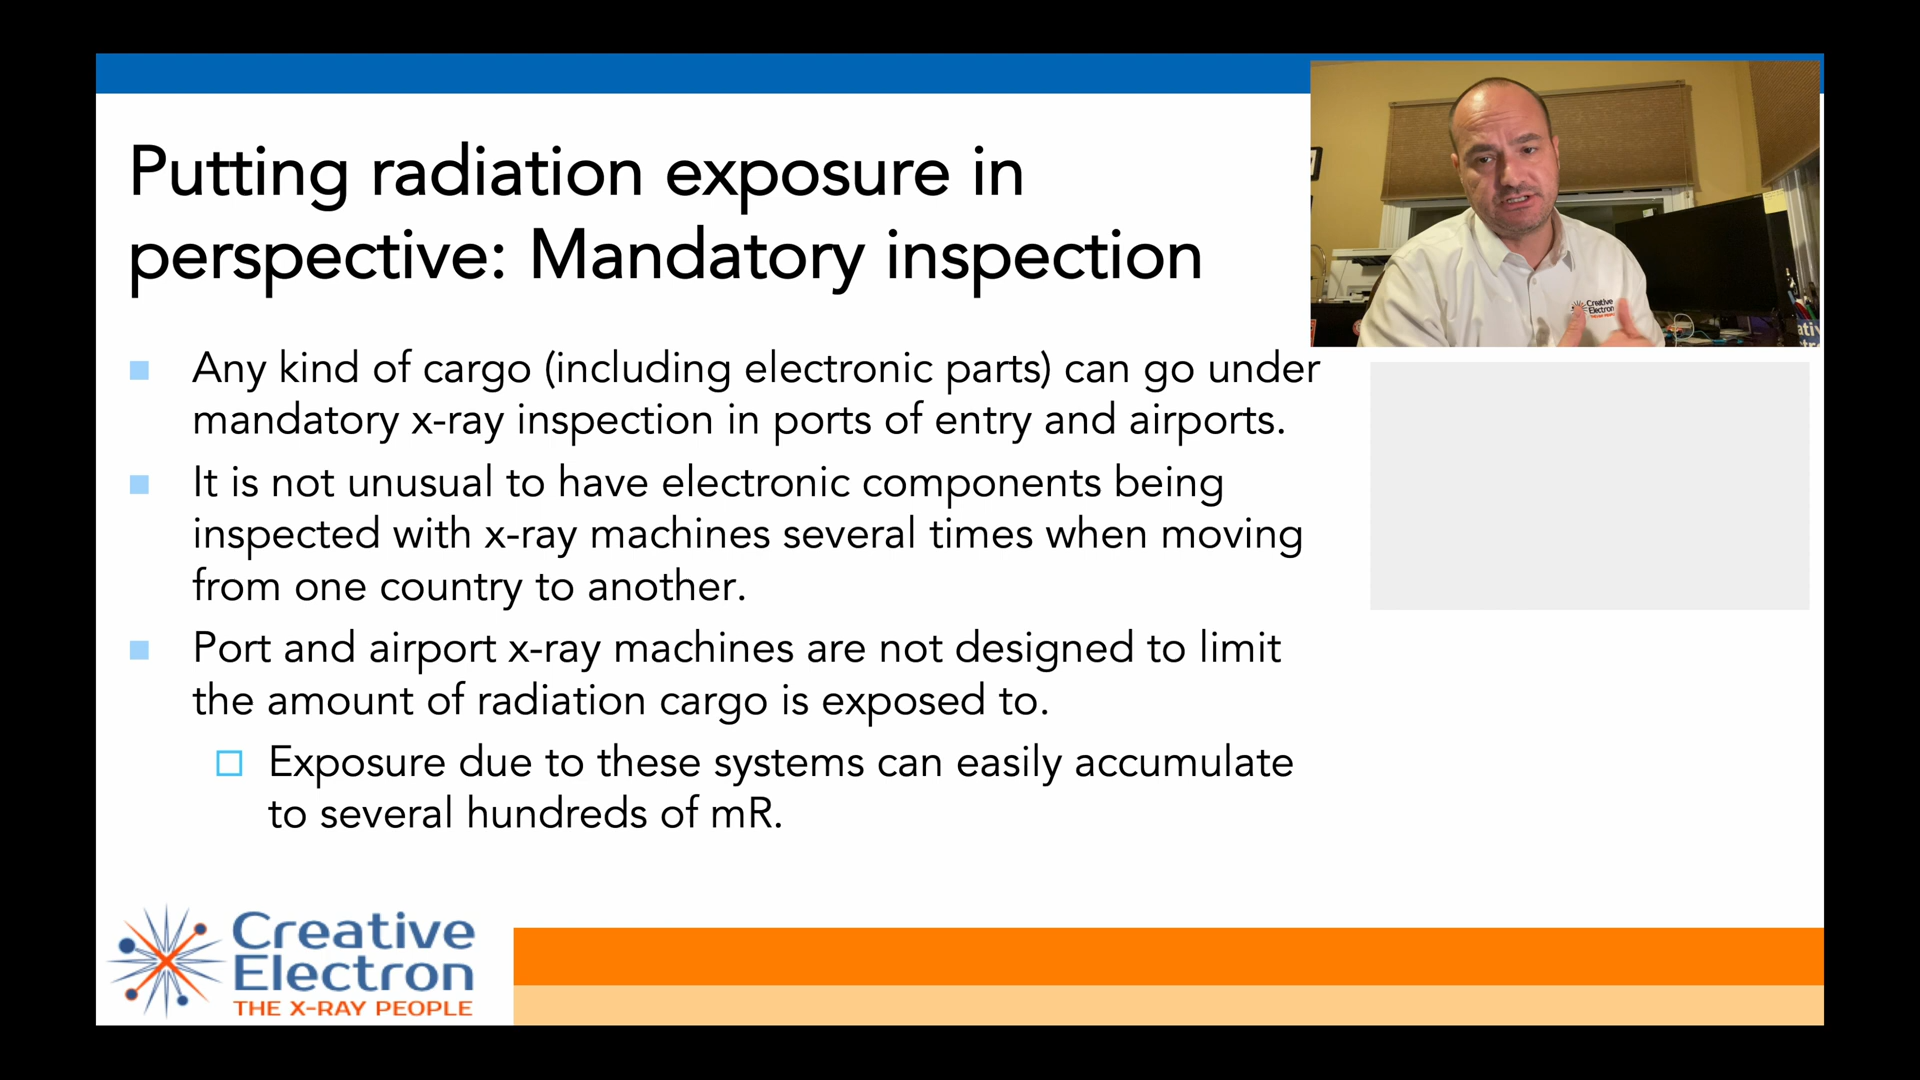 Putting radiation exposure in
perspective: Mandatory inspection
Any kind of cargo (including electronic parts) can go under
mandatory x-ray inspection in ports of entry and airports.
It is not unusual to have electronic components being
inspected with x-ray machines several times when moving
from one country to another.
Port and airport x-ray machines are not designed to limit
the amount of radiation cargo is exposed to.
Exposure due to these systems can easily accumulate
to several hundreds of mR.
Creative
Electron
THE X-RAY PEOPLE
Creative
Electron